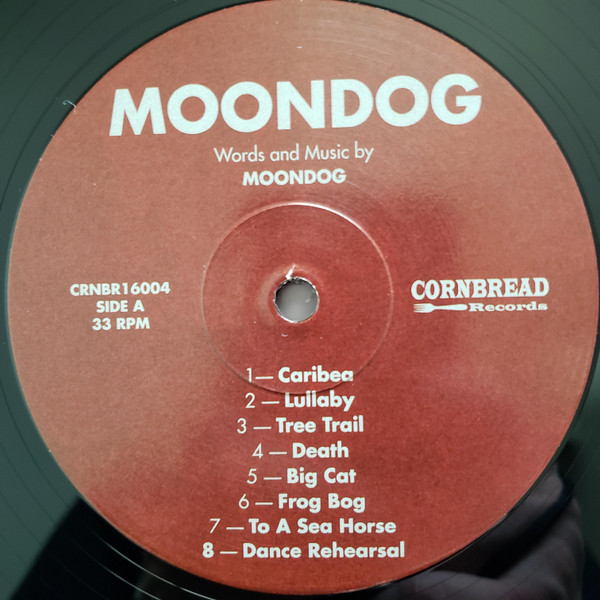 MOONDOG
Words and Music by
MOONDOG
CRNBR16004
SIDE A
33 RPM
CORNBREAD
Records
1— Caribea
2 — Lullaby
3 — Tree Trail
4 — Death
5 — Big Cat
6 — Frog Bog
7 — To A Sea Horse
8 — Dance Rehearsal